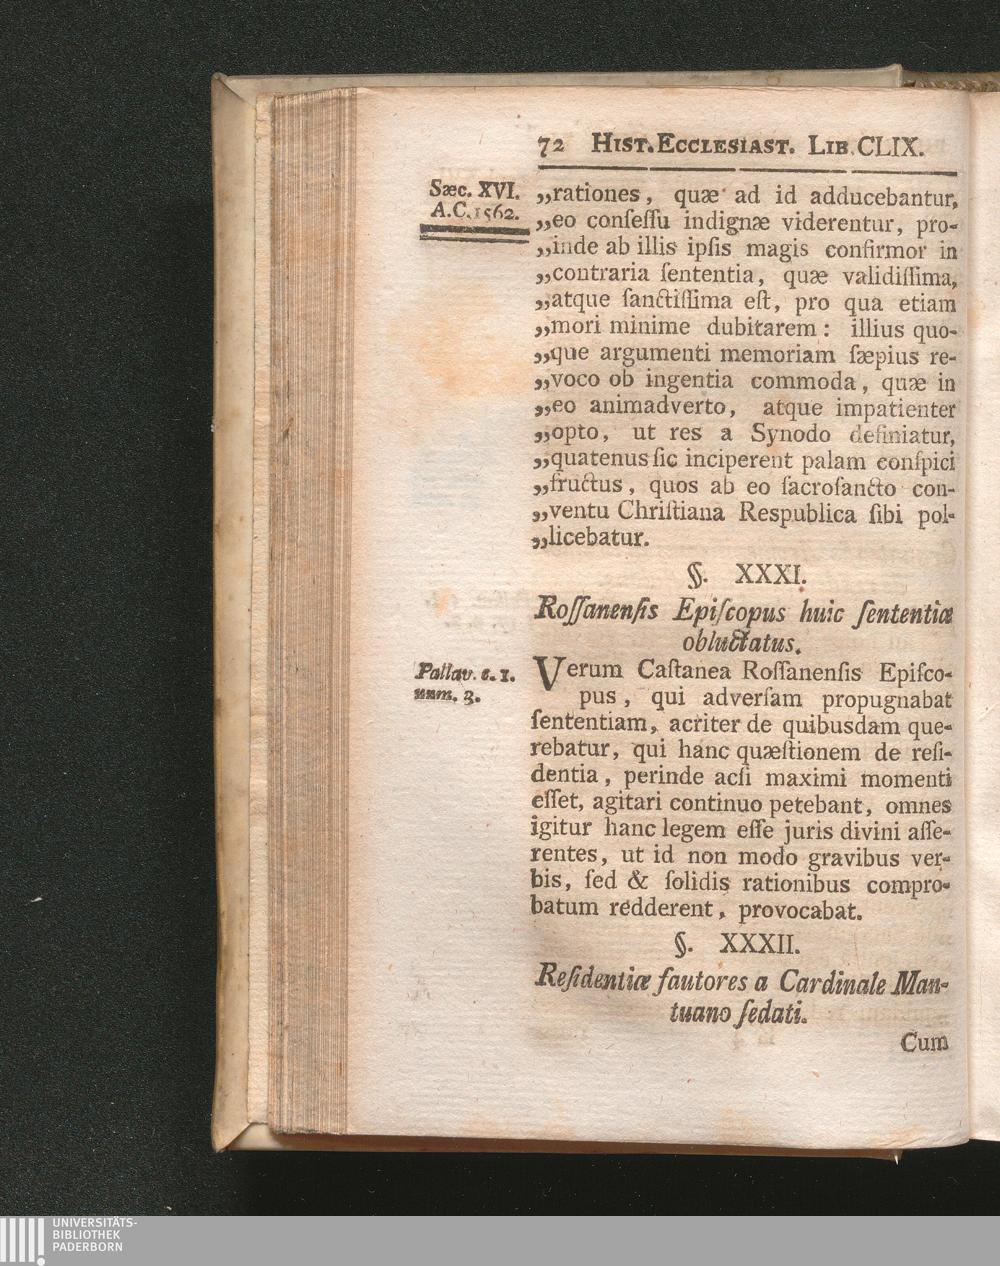 72 Hist. Ecclesiast. Lib. CLIX.
Sæc. XVI.
A.C. 1562.
„rationes, quæ ad id adducebantur,
„eo conſeſſu indignæ viderentur, pro-
„inde ab illis ipſis magis confirmor in
„contraria ſententia, quæ validiſſima,
„atque ſanctiſſima eſt, pro qua etiam
„mori minime dubitarem: illius quo-
„que argumenti memoriam ſæpius re-
„voco ob ingentia commoda, quæ in
„eo animadverto, atque impatienter
„opto, ut res a Synodo definiatur,
„quatenus ſic inciperent palam conſpici
„fructus, quos ab eo ſacroſancto con-
„ventu Chriſtiana Respublica ſibi pol-
„licebatur.
§. XXXI.
Roſſanenſis Epiſcopus huic ſententiæ
obluctatus.
Pallav. c. 1.
num. 3.
Verum Caſtanea Roſſanenſis Epiſco-
pus, qui adverſam propugnabat
ſententiam, acriter de quibusdam que-
rebatur, qui hanc quæſtionem de reſi-
dentia, perinde acſi maximi momenti
eſſet, agitari continuo petebant, omnes
igitur hanc legem eſſe juris divini aſſe-
rentes, ut id non modo gravibus ver-
bis, ſed & ſolidis rationibus compro-
batum redderent, provocabat.
§. XXXII.
Reſidentiæ fautores a Cardinale Man-
tuano ſedati.
Cum
UNIVERSITÄTS-
BIBLIOTHEK
PADERBORN